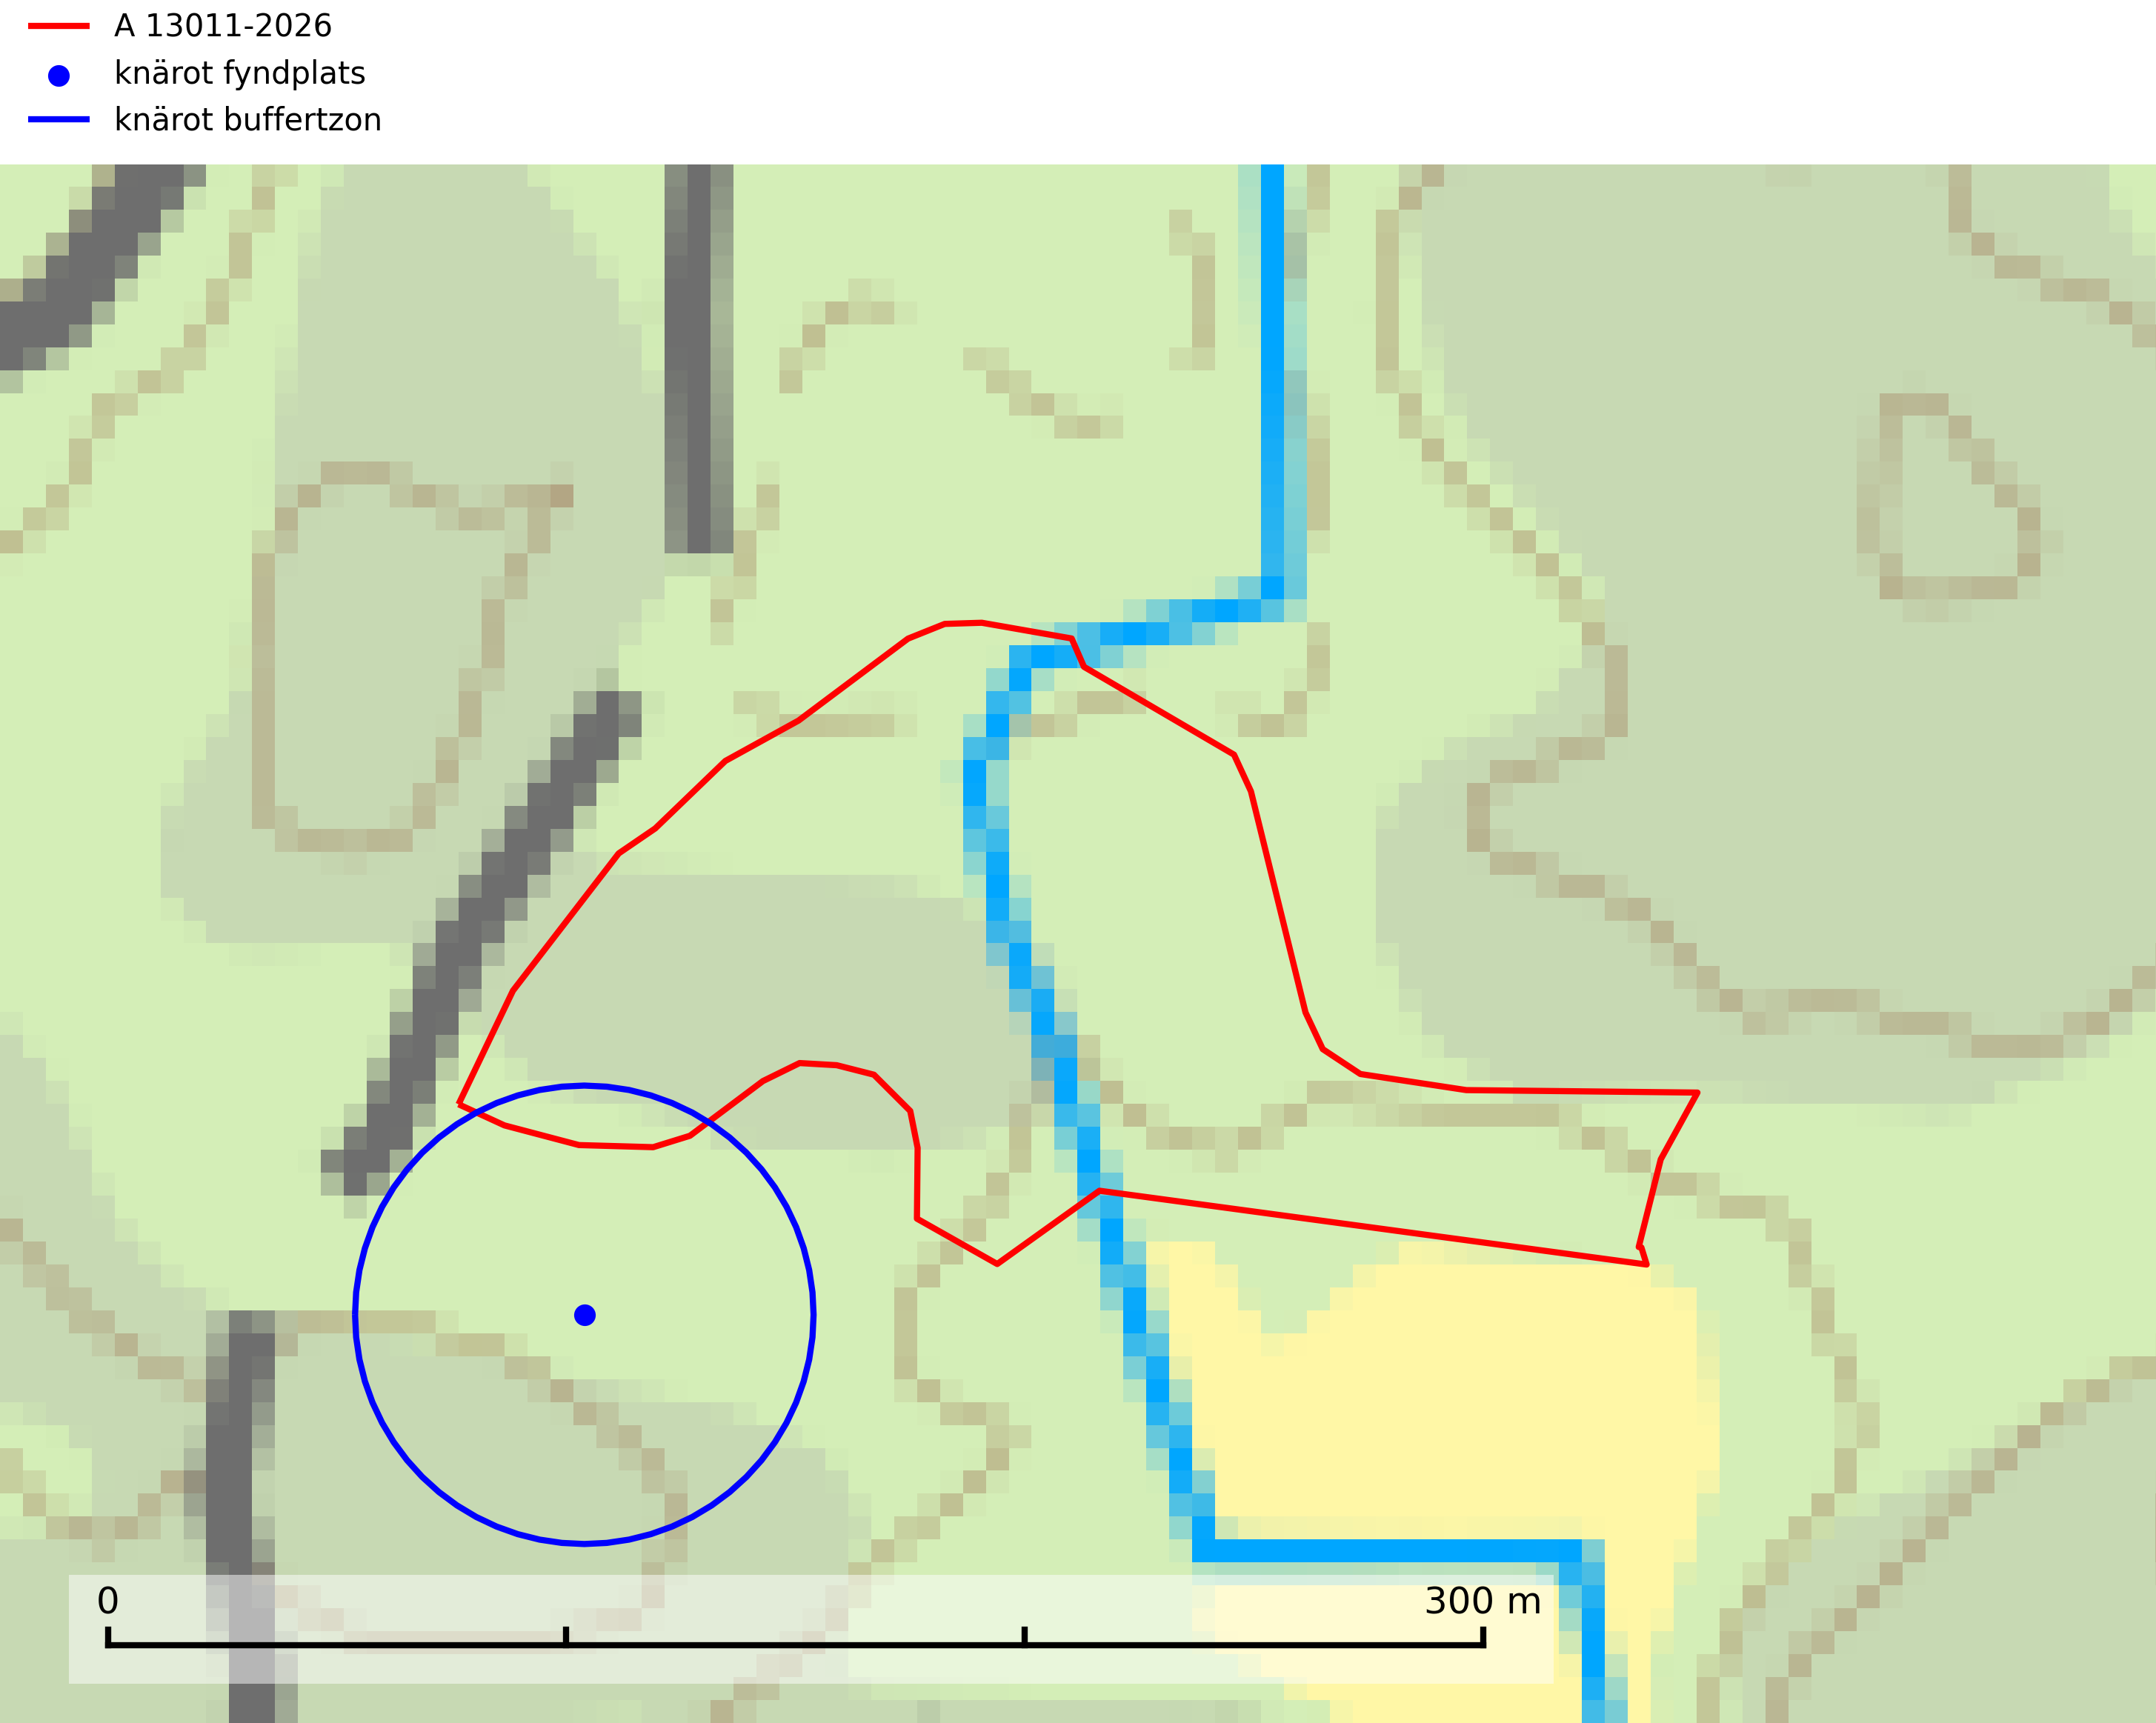 A 13011-2026
knärot fyndplats
knärot buffertzon
0
300 m